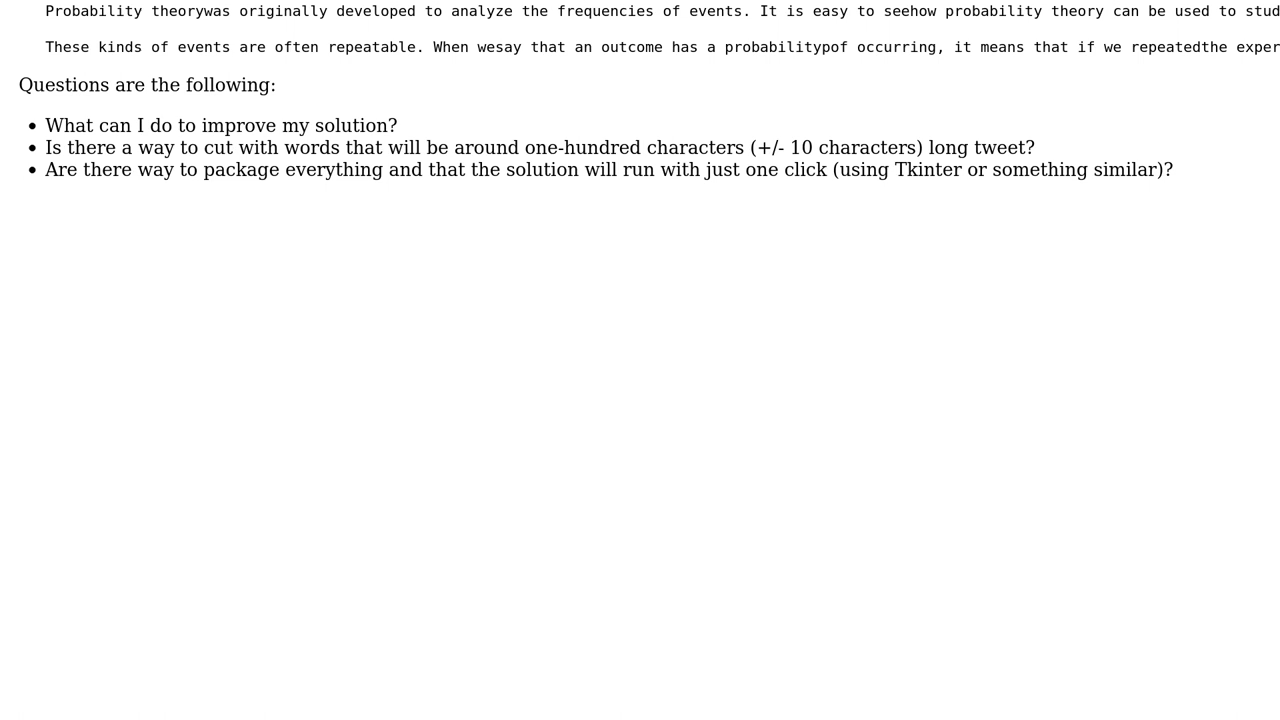 Probability theorywas originally developed to analyze the frequencies of events. It is easy to seehow probability theory can be used to stud
These kinds of events are often repeatable. When wesay that an outcome has a probabilitypof occurring, it means that if we repeatedthe exper
Questions are the following:
• What can I do to improve my solution?
• Is there a way to cut with words that will be around one-hundred characters (+/- 10 characters) long tweet?
• Are there way to package everything and that the solution will run with just one click (using Tkinter or something similar)?